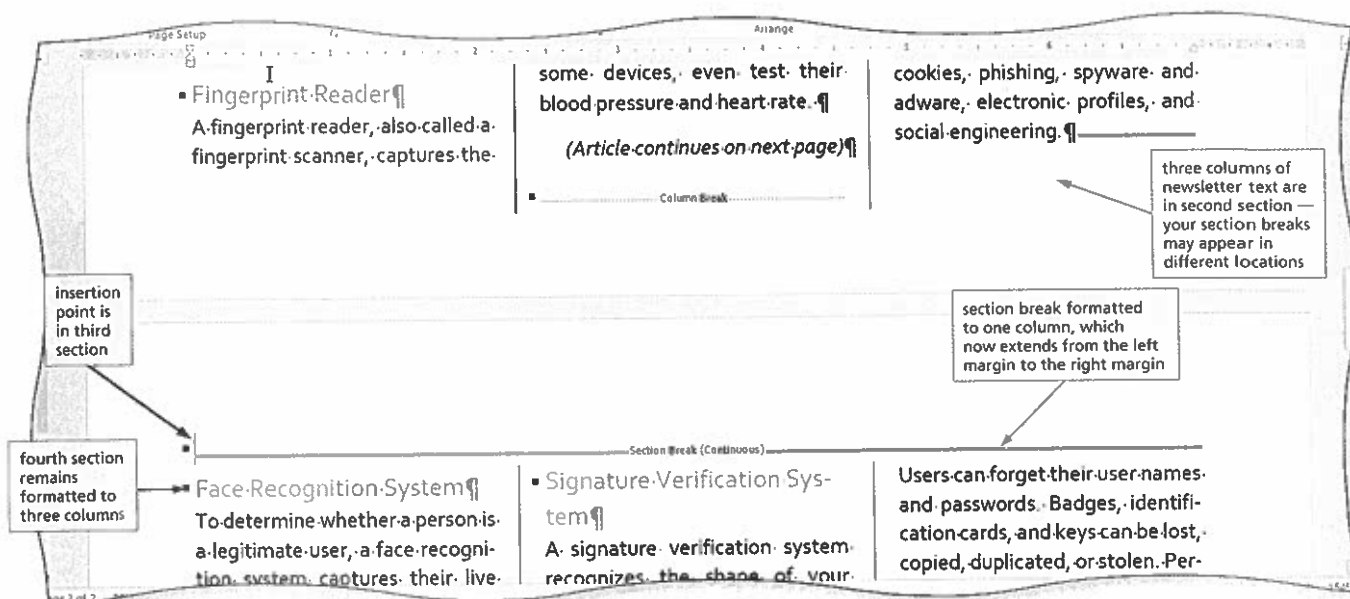 Page Setup
Arrange
Fingerprint·Reader¶
A·fingerprint·reader,·also·called·a·
fingerprint·scanner,·captures·the·
some· devices,· even· test· their·
blood·pressure·and·heart·rate.·¶
(Article·continues·on·next·page)¶
Column Break
cookies,· phishing,· spyware· and·
adware,· electronic· profiles,· and·
social·engineering.·¶
three columns of
newsletter text are
in second section —
your section breaks
may appear in
different locations
insertion
point is
in third
section
section break formatted
to one column, which
now extends from the left
margin to the right margin
Section Break (Continuous)
fourth section
remains
formatted to
three columns
Face·Recognition·System¶
To·determine·whether·a·person·is·
a·legitimate·user,·a·face·recogni-
tion· system· captures· their· live·
Signature·Verification·Sys-
tem¶
A· signature· verification· system·
recognizes· the· shape· of· your·
Users·can·forget·their·user·names·
and· passwords.· Badges,· identifi-
cation·cards,·and·keys·can·be·lost,·
copied,·duplicated,·or·stolen.·Per-